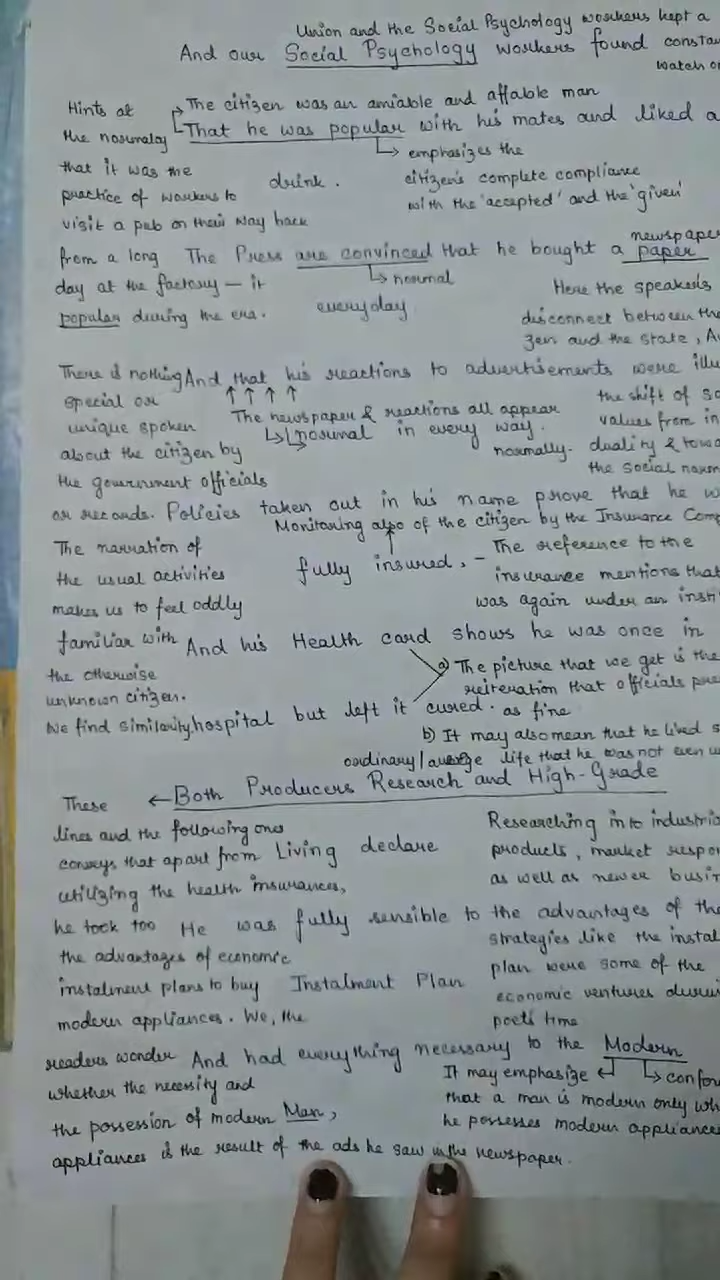 Union and the Social Psychology workers kept a
And our Social Psychology workers found consta
watch o
Hints at The citizen was an amiable and affable man
the normalcy That he was popular with his mates and liked a
that it was the emphasizes the
practice of workers to drink. citizen's complete compliance
visit a pub on their way back with the 'accepted' and the 'given'
newspaper
from a long The Press are convinced that he bought a paper
day at the factory — it normal
popular during the era. everyday
Here the speakers
disconnect between the
zen and the state, A
There is nothing And that his reactions to advertisements were
special or The newspaper & reactions all appear the shift of
unique spoken normal in every way. values from in
about the citizen by normally. duality & towa
the government officials the social norm
or records. Policies taken out in his name prove that he w
Monitoring also of the citizen by the Insurance Comp
The narration of fully insured, – The reference to the
the usual activities insurance mentions that
makes us to feel oddly was again under an insti
familiar with And his Health card shows he was once in
the otherwise a) The picture that we get is the
unknown citizen. reiteration that officials pre
We find similarity, hospital but left it cured. as fine
b) It may also mean that he lived
ordinary/average life that he was not even
These Both Producers Research and High-Grade
lines and the following ones Researching into industri
conveys that apart from Living declare products, market respon
utilizing the health insurances, as well as newer busi
he took too He was fully sensible to the advantages of the
the advantages of economic strategies like the instal
instalment plans to buy Instalment Plan plan were some of the
modern appliances. We, the economic ventures duri
poets time
readers wonder And had everything necessary to the Modern
whether the necessity and It may emphasize confor
the possession of modern Man, that a man is modern only wh
he possesses modern appliance
appliances is the result of the ads he saw in the newspaper.